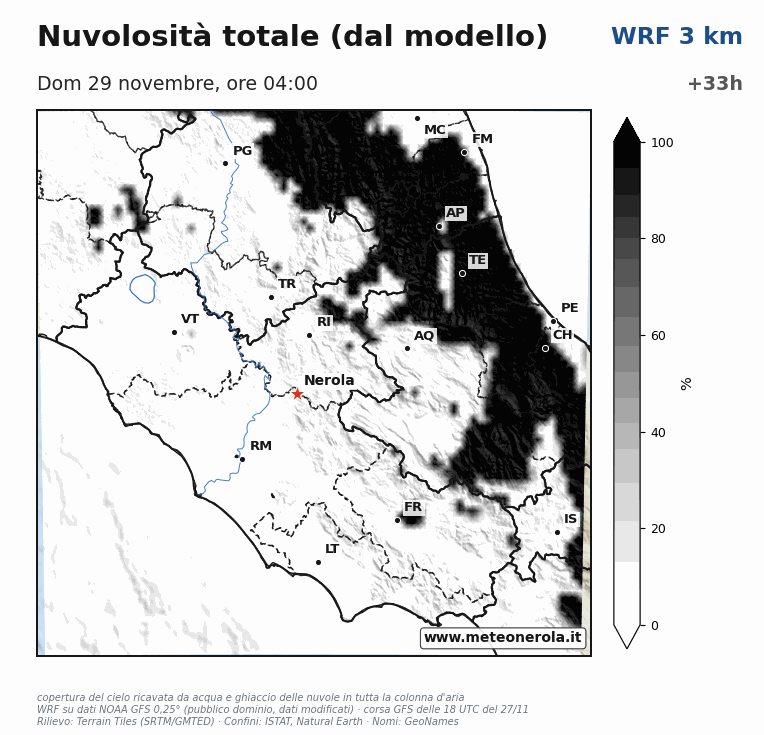 Nuvolosità totale (dal modello)
WRF 3 km
Dom 29 novembre, ore 04:00
+33h
MC
FM
PG
AP
TE
TR
PE
RI
VT
AQ
CH
Nerola
RM
FR
IS
LT
www.meteonerola.it
100
80
60
40
20
0
%
copertura del cielo ricavata da acqua e ghiaccio delle nuvole in tutta la colonna d'aria
WRF su dati NOAA GFS 0,25° (pubblico dominio, dati modificati) · corsa GFS delle 18 UTC del 27/11
Rilievo: Terrain Tiles (SRTM/GMTED) · Confini: ISTAT, Natural Earth · Nomi: GeoNames